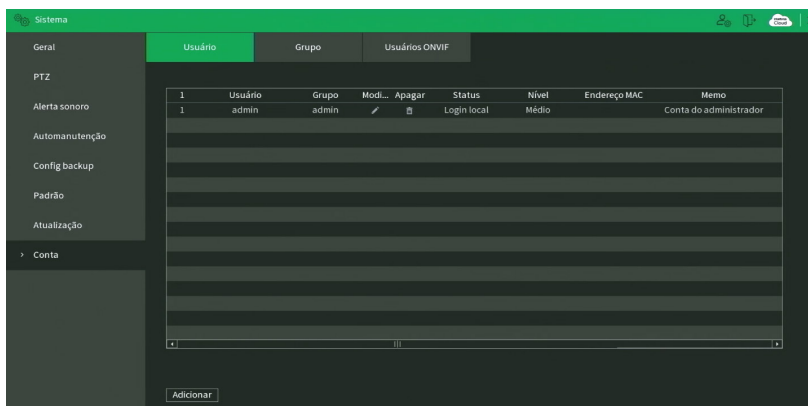 Sistema
Cloud
Geral
Usuário
Grupo
Usuários ONVIF
PTZ
Alerta sonoro
Automanutenção
Config backup
Padrão
Atualização
Conta
1 Usuário Grupo Modi... Apagar Status Nível Endereço MAC Memo
1 admin admin Login local Médio Conta do administrador
Adicionar